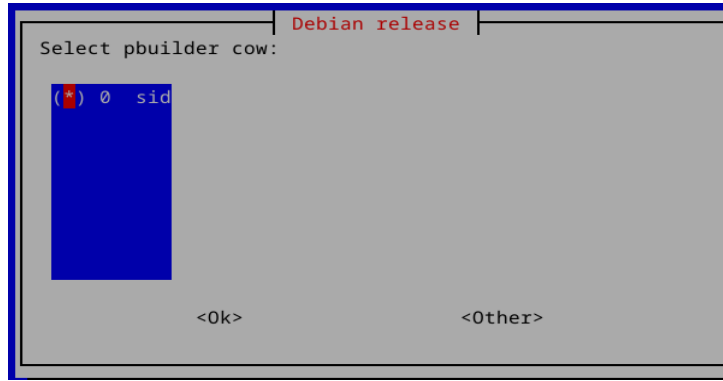 Debian release
Select pbuilder cow:
(*) 0 sid
<Ok> <Other>